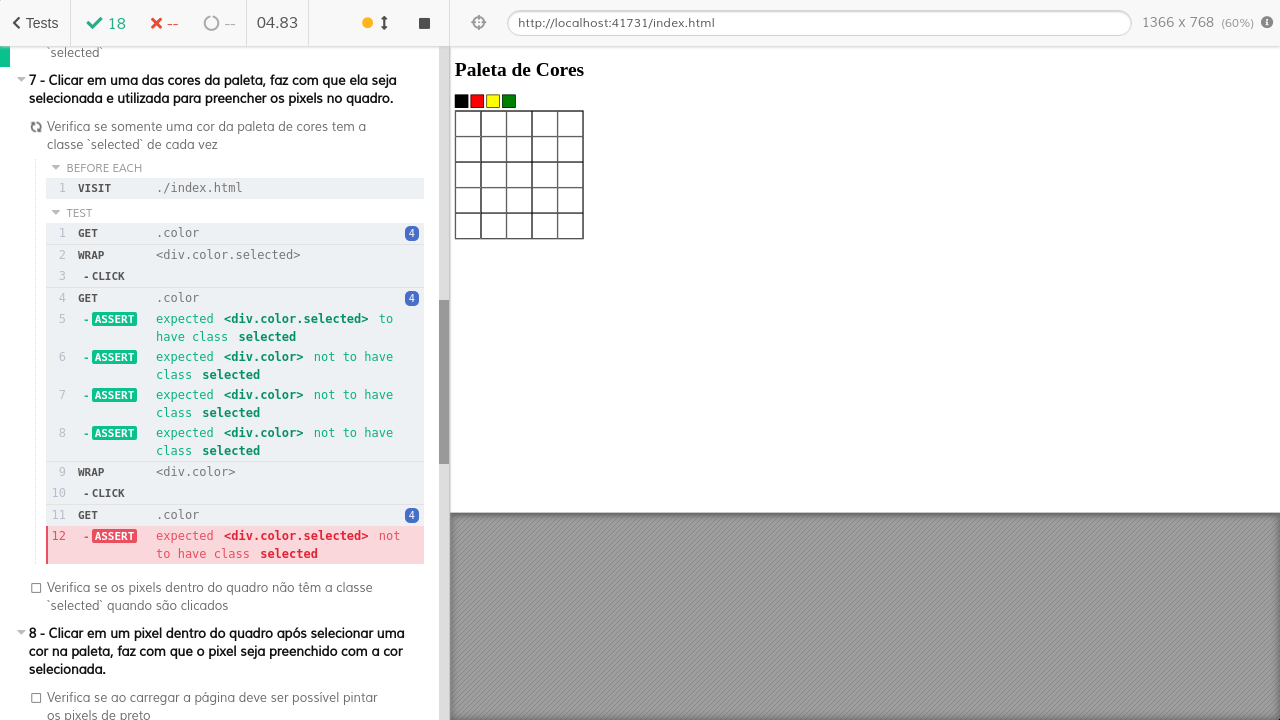 Tests
18
--
--
04.83
http://localhost:41731/index.html
1366 x 768 (60%)
`selected`
7 - Clicar em uma das cores da paleta, faz com que ela seja
selecionada e utilizada para preencher os pixels no quadro.
Verifica se somente uma cor da paleta de cores tem a
classe `selected` de cada vez
BEFORE EACH
1 VISIT ./index.html
TEST
1 GET .color 4
2 WRAP <div.color.selected>
3 -CLICK
4 GET .color 4
5 -ASSERT expected <div.color.selected> to
have class selected
6 -ASSERT expected <div.color> not to have
class selected
7 -ASSERT expected <div.color> not to have
class selected
8 -ASSERT expected <div.color> not to have
class selected
9 WRAP <div.color>
10 -CLICK
11 GET .color 4
12 -ASSERT expected <div.color.selected> not
to have class selected
Verifica se os pixels dentro do quadro não têm a classe
`selected` quando são clicados
8 - Clicar em um pixel dentro do quadro após selecionar uma
cor na paleta, faz com que o pixel seja preenchido com a cor
selecionada.
Verifica se ao carregar a página deve ser possível pintar
os pixels de preto
Paleta de Cores